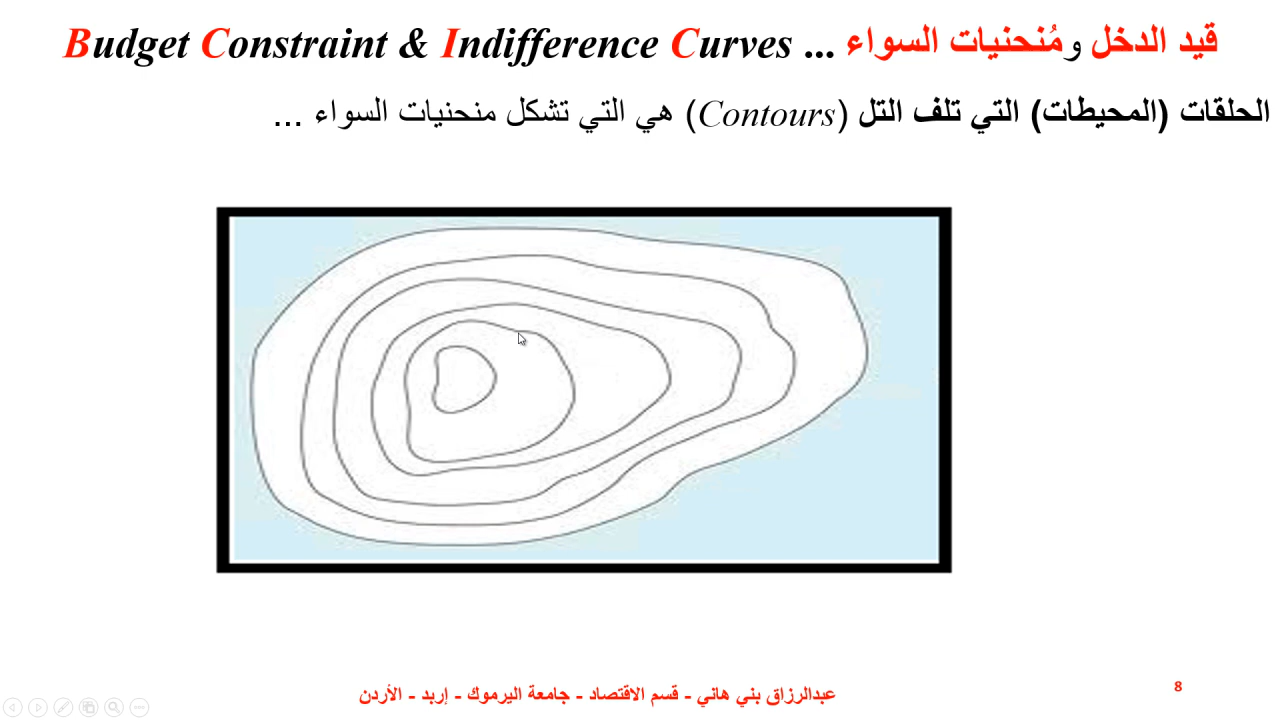 قيد الدخل ومُنحنيات السواء ... Budget Constraint & Indifference Curves
الحلقات (المحيطات) التي تلف التل (Contours) هي التي تشكل منحنيات السواء ...
عبدالرزاق بني هاني - قسم الاقتصاد - جامعة اليرموك - إربد - الأردن
8